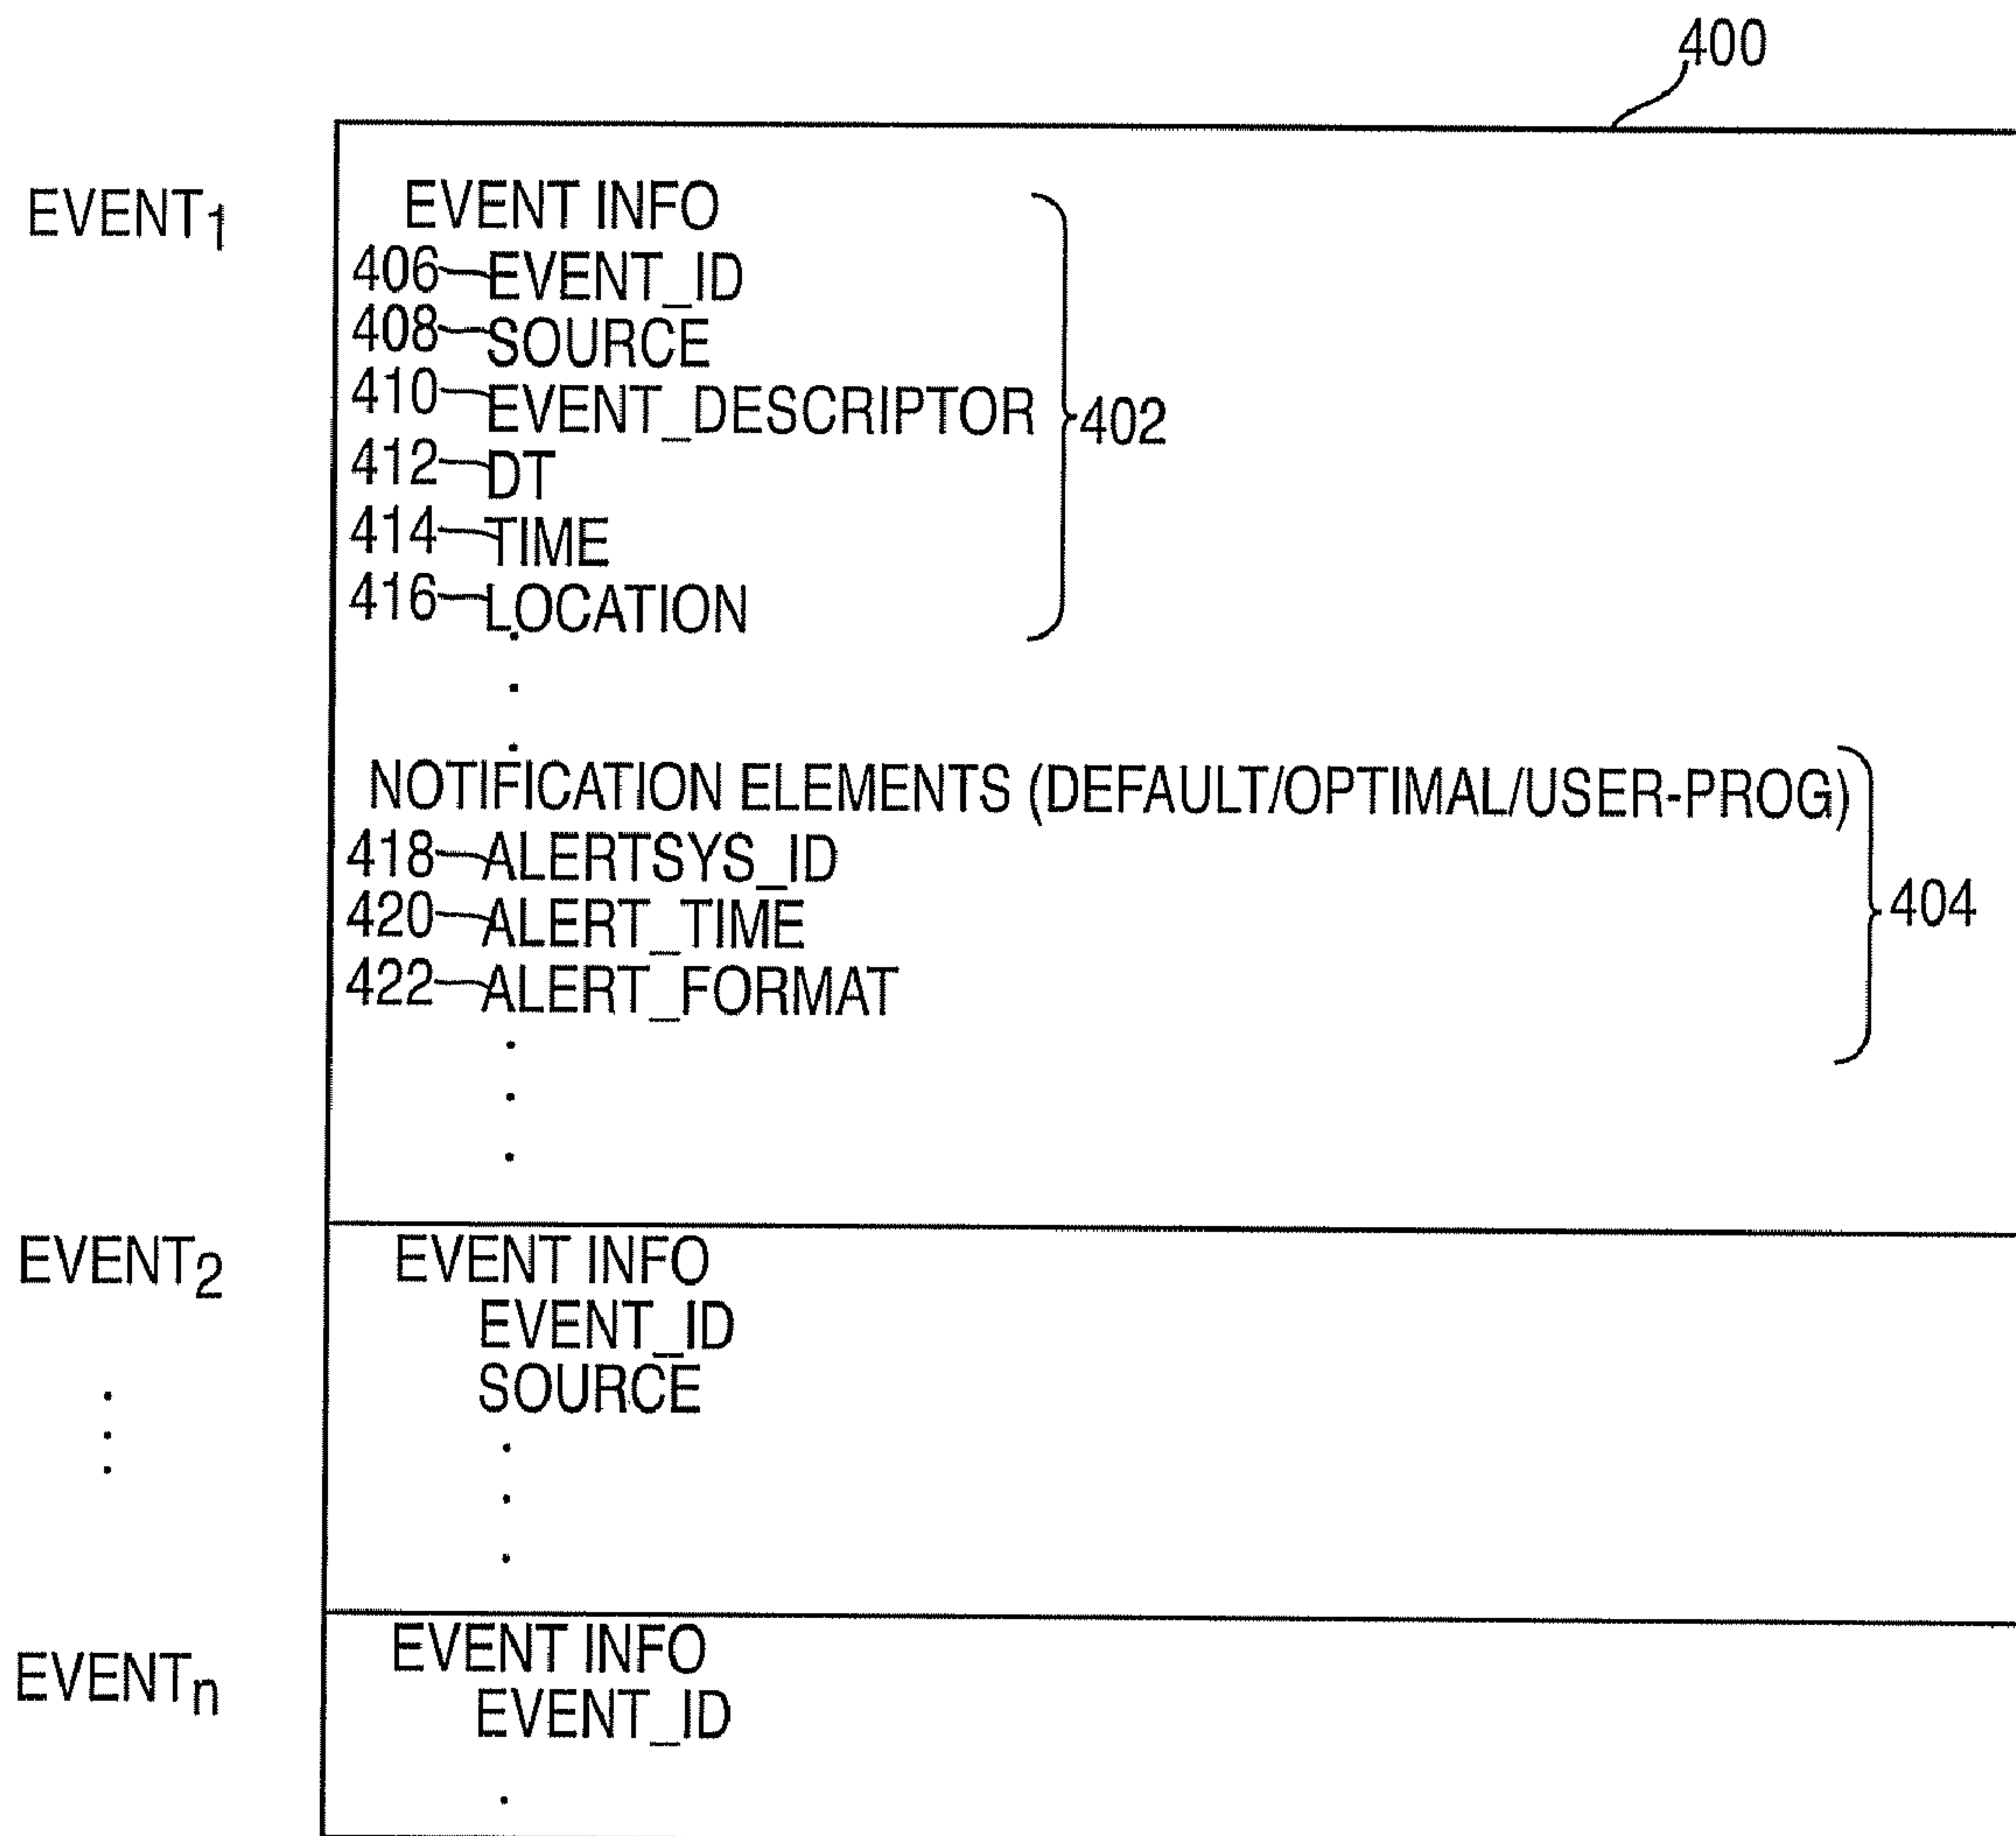 400
EVENT1 EVENT INFO
406 EVENT_ID
408 SOURCE
410 EVENT_DESCRIPTOR 402
412 DT
414 TIME
416 LOCATION
NOTIFICATION ELEMENTS (DEFAULT/OPTIMAL/USER-PROG)
418 ALERTSYS_ID
420 ALERT_TIME 404
422 ALERT_FORMAT
EVENT2 EVENT INFO
EVENT_ID
SOURCE
EVENTn EVENT INFO
EVENT_ID